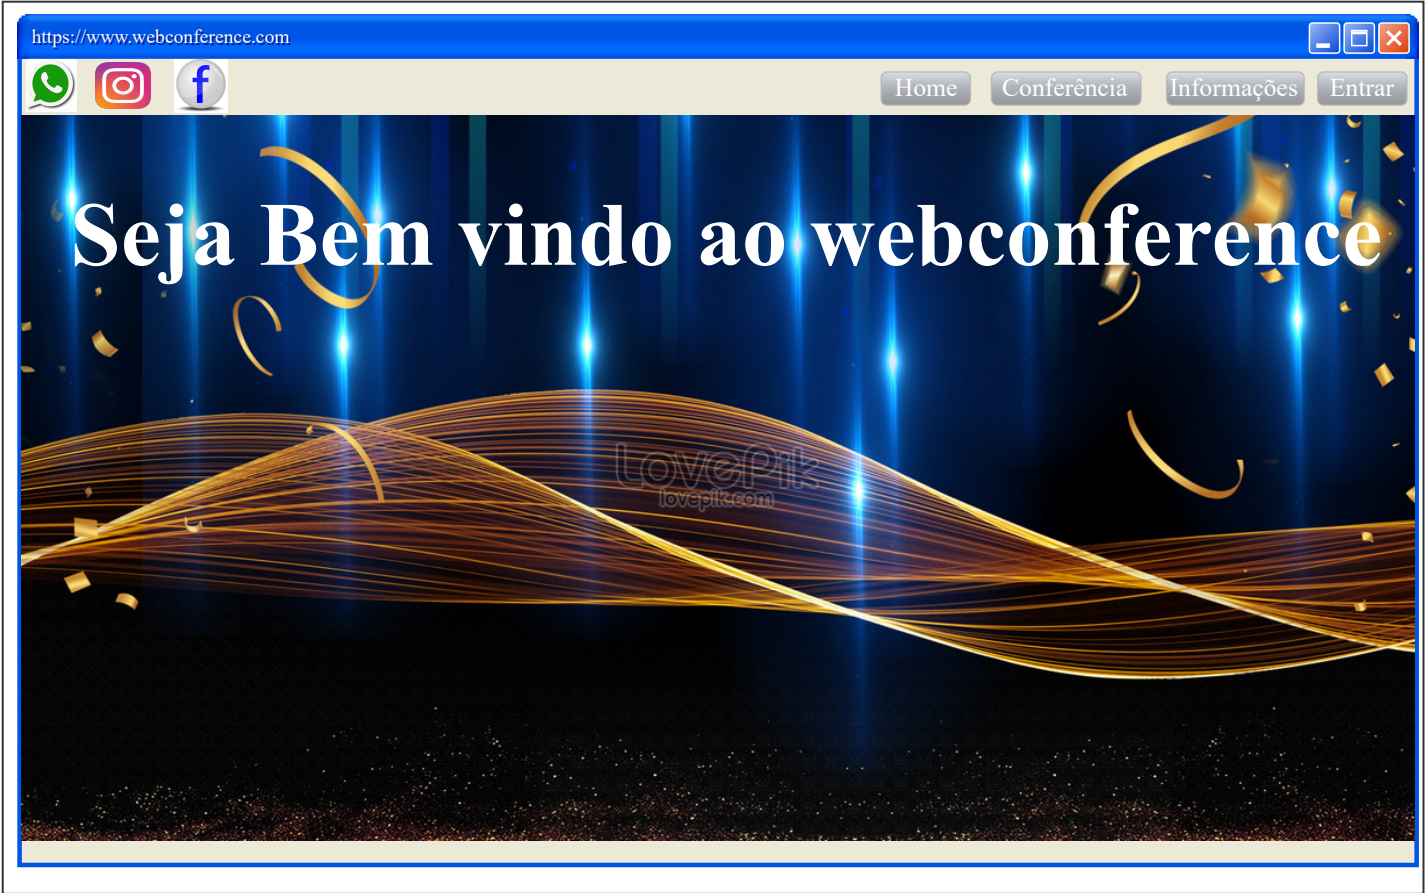 https://www.webconference.com
Home Conferência Informações Entrar
Seja Bem vindo ao webconference
LovePik
lovepik.com